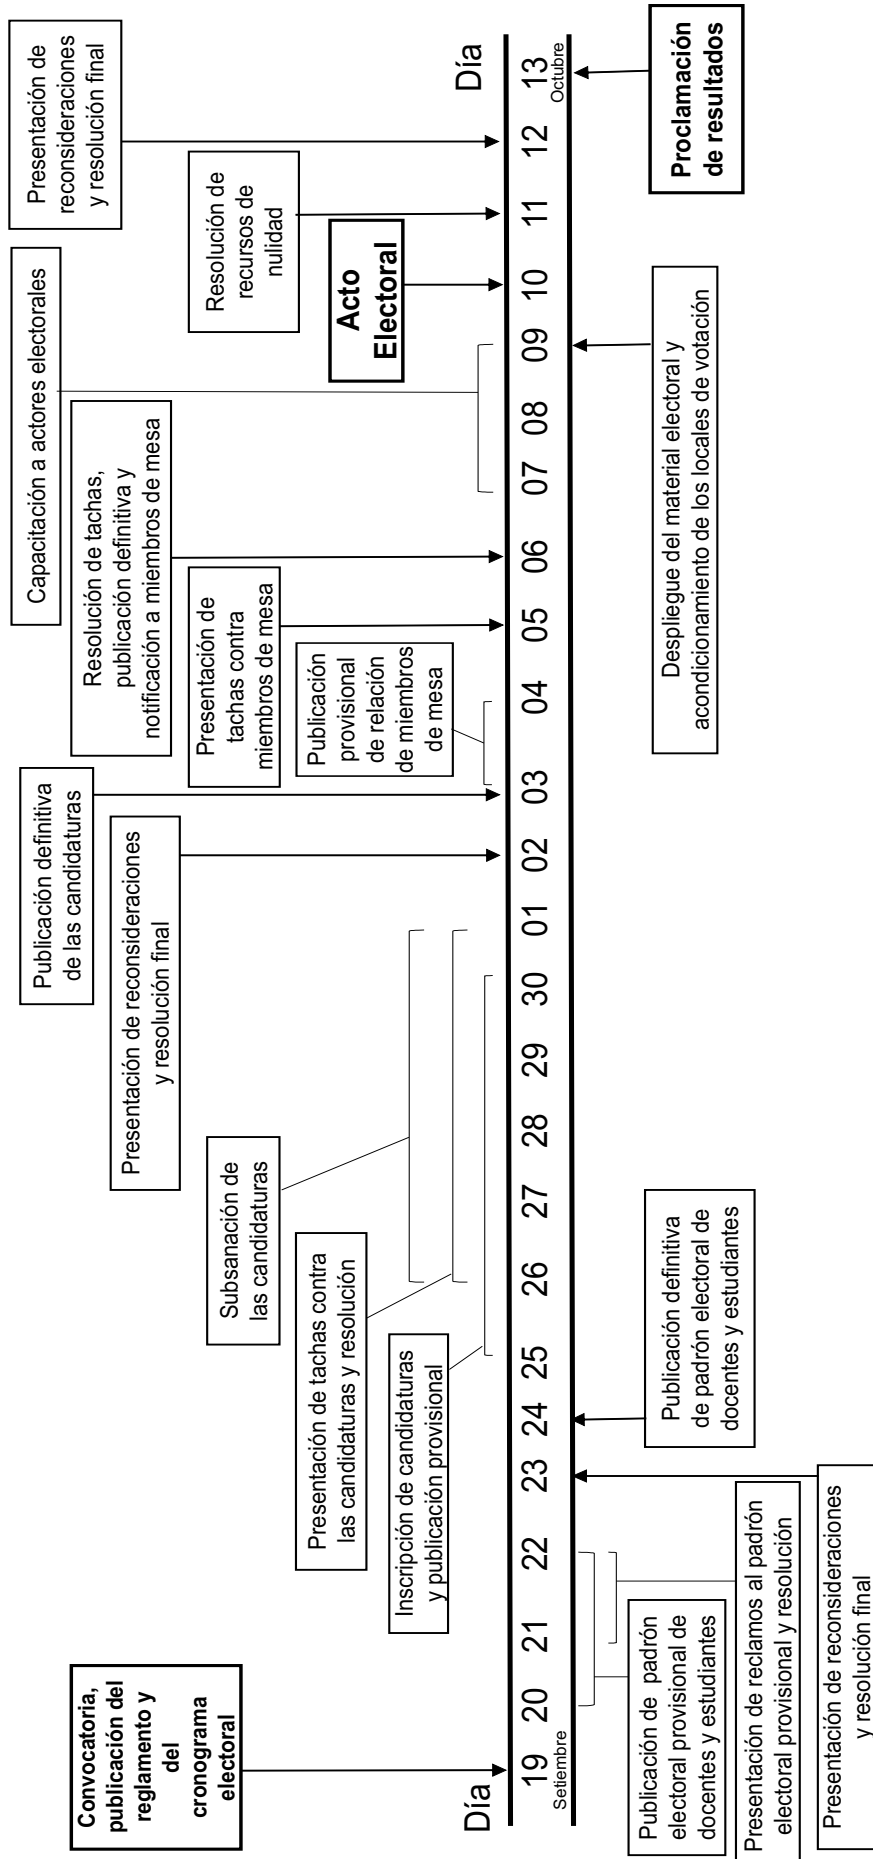 Convocatoria,
publicación del
reglamento y
del
cronograma
electoral
Inscripción de candidaturas
y publicación provisional
Presentación de tachas contra
las candidaturas y resolución
Subsanación de
las candidaturas
Presentación de reconsideraciones
y resolución final
Publicación definitiva
de las candidaturas
Publicación
provisional
de relación
de miembros
de mesa
Presentación de
tachas contra
miembros de mesa
Resolución de tachas,
publicación definitiva y
notificación a miembros de mesa
Capacitación a actores electorales
Acto
Electoral
Resolución de
recursos de
nulidad
Presentación de
reconsideraciones
y resolución final
Día
Día
19 20 21 22 23 24 25 26 27 28 29 30 01 02 03 04 05 06 07 08 09 10 11 12 13
Setiembre
Octubre
Publicación de padrón
electoral provisional de
docentes y estudiantes
Presentación de reclamos al padrón
electoral provisional y resolución
Presentación de reconsideraciones
y resolución final
Publicación definitiva
de padrón electoral de
docentes y estudiantes
Despliegue del material electoral y
acondicionamiento de los locales de votación
Proclamación
de resultados